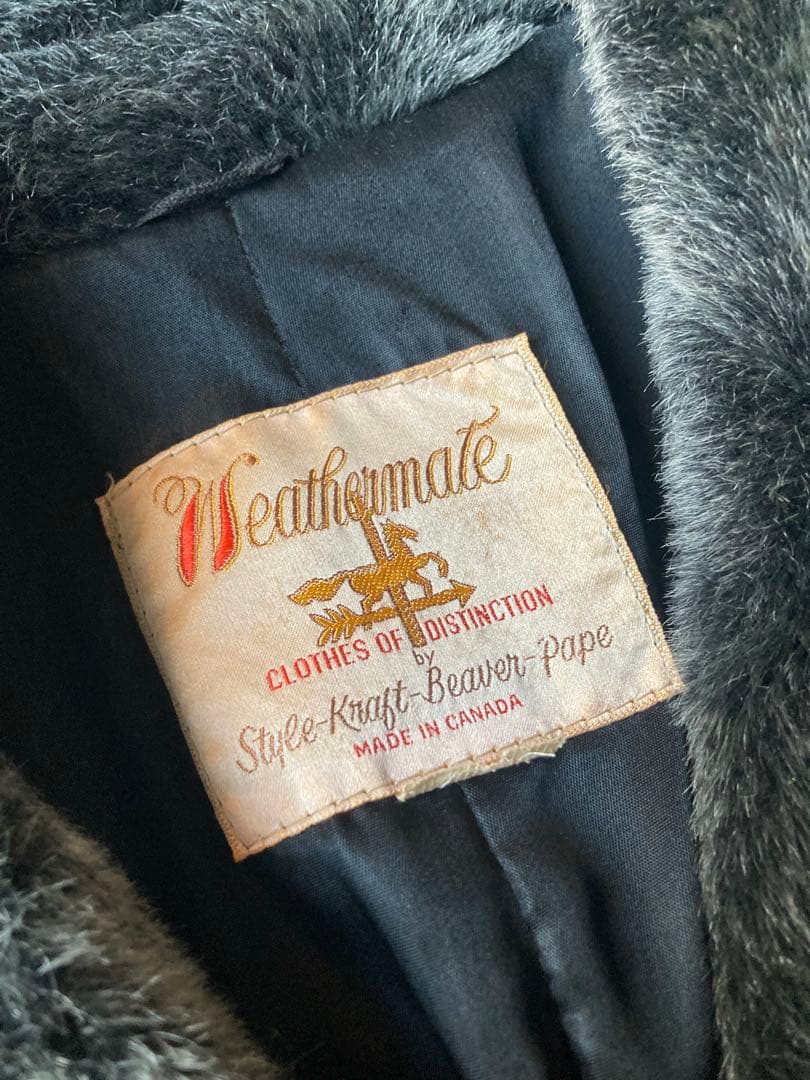 Weathermate
CLOTHES OF DISTINCTION
by
Style-Kraft-Beaver-Pape
MADE IN CANADA